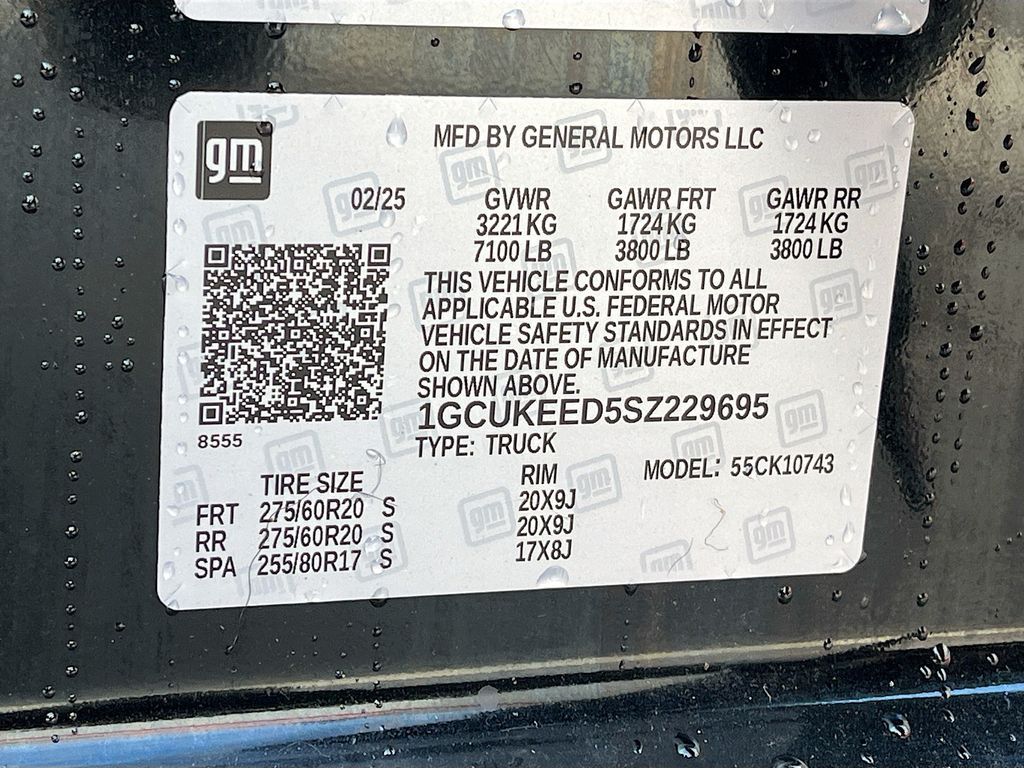 gm
MFD BY GENERAL MOTORS LLC
02/25 GVWR GAWR FRT GAWR RR
3221 KG 1724 KG 1724 KG
7100 LB 3800 LB 3800 LB
THIS VEHICLE CONFORMS TO ALL
APPLICABLE U.S. FEDERAL MOTOR
VEHICLE SAFETY STANDARDS IN EFFECT
ON THE DATE OF MANUFACTURE
SHOWN ABOVE.
1GCUKEED5SZ229695
8555
TYPE: TRUCK
TIRE SIZE RIM MODEL: 55CK10743
FRT 275/60R20 S 20X9J
RR 275/60R20 S 20X9J
SPA 255/80R17 S 17X8J